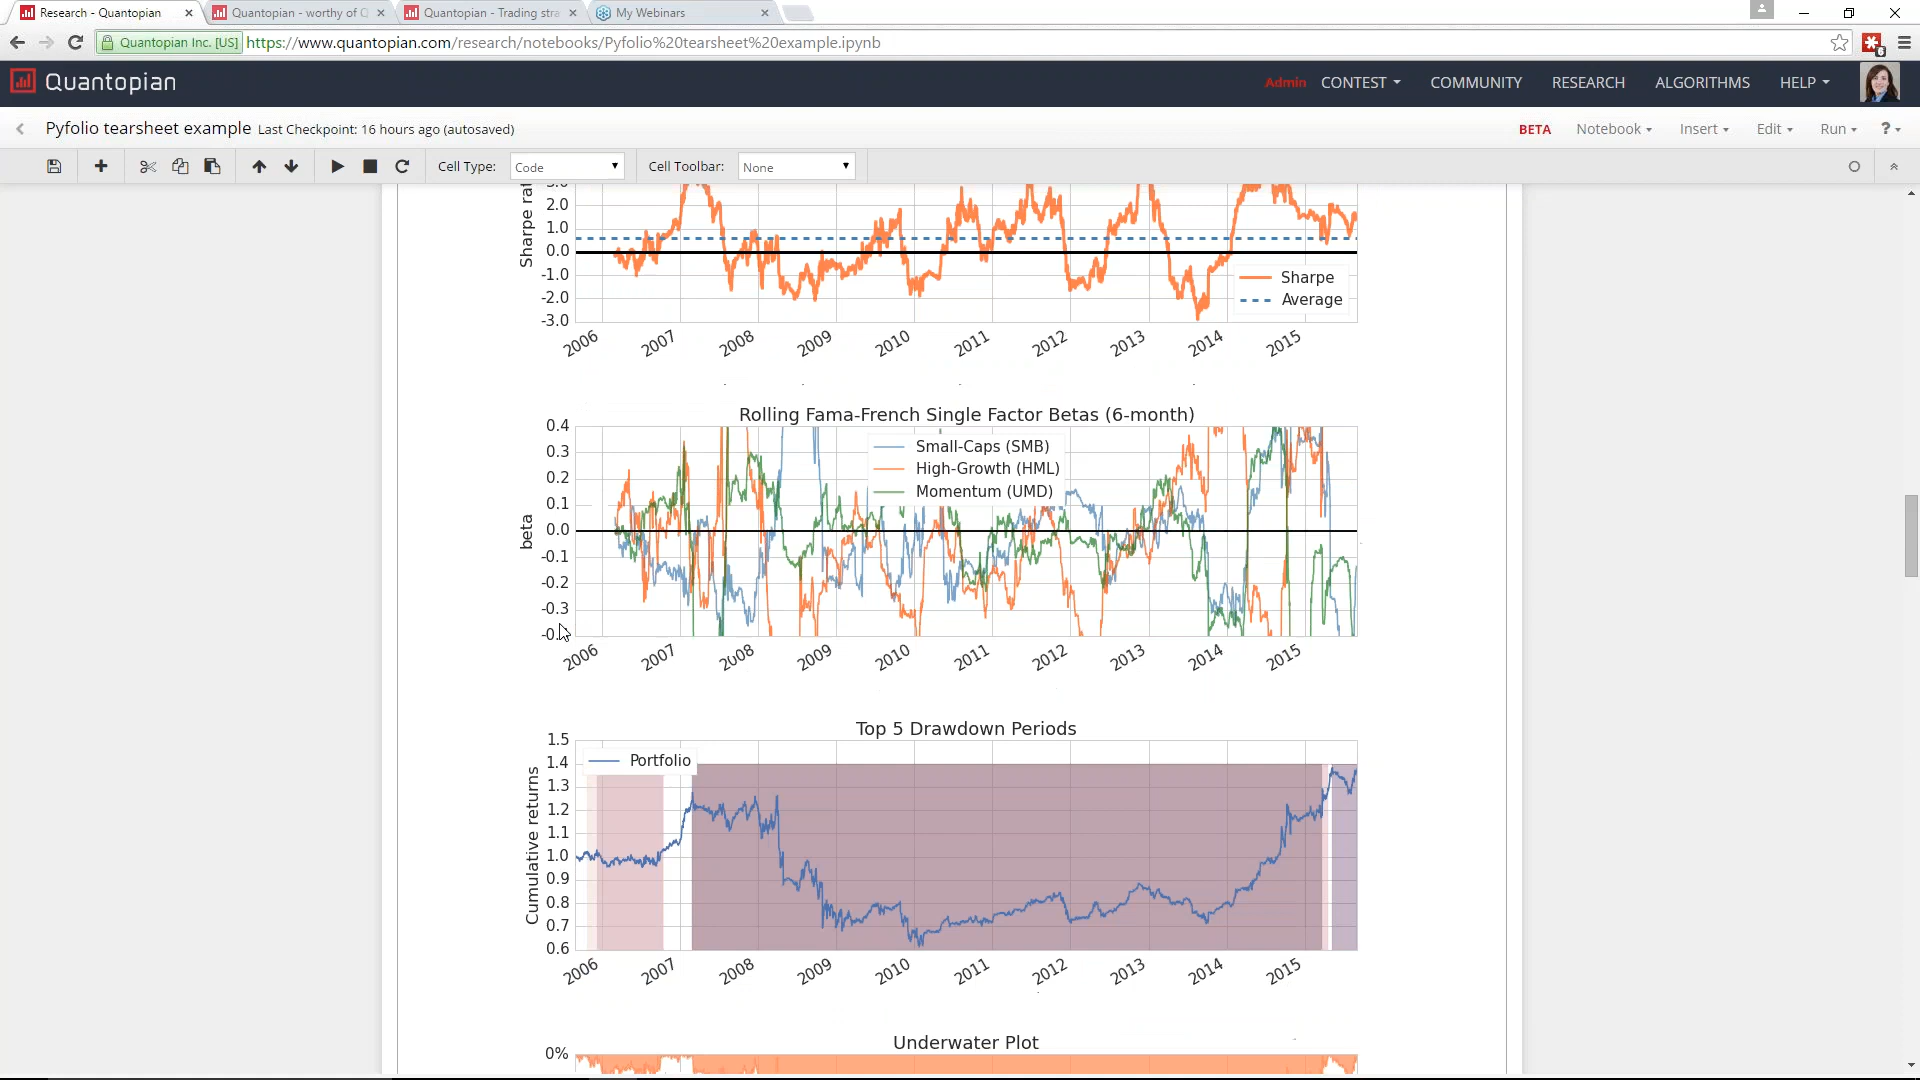 Research - Quantopian
Quantopian - worthy of Q
Quantopian - Trading stra
My Webinars
Quantopian Inc. [US] https://www.quantopian.com/research/notebooks/Pyfolio%20tearsheet%20example.ipynb
Quantopian
Admin CONTEST COMMUNITY RESEARCH ALGORITHMS HELP
Pyfolio tearsheet example Last Checkpoint: 16 hours ago (autosaved)
BETA Notebook Insert Edit Run ?
Cell Type: Code Cell Toolbar: None
Sharpe
3.0
2.0
1.0
0.0
-1.0
-2.0
-3.0
Sharpe
Average
2006 2007 2008 2009 2010 2011 2012 2013 2014 2015
Rolling Fama-French Single Factor Betas (6-month)
beta
0.4
0.3
0.2
0.1
0.0
-0.1
-0.2
-0.3
Small-Caps (SMB)
High-Growth (HML)
Momentum (UMD)
2006 2007 2008 2009 2010 2011 2012 2013 2014 2015
Top 5 Drawdown Periods
Cumulative returns
1.5
1.4
1.3
1.2
1.1
1.0
0.9
0.8
0.7
0.6
Portfolio
2006 2007 2008 2009 2010 2011 2012 2013 2014 2015
Underwater Plot
0%